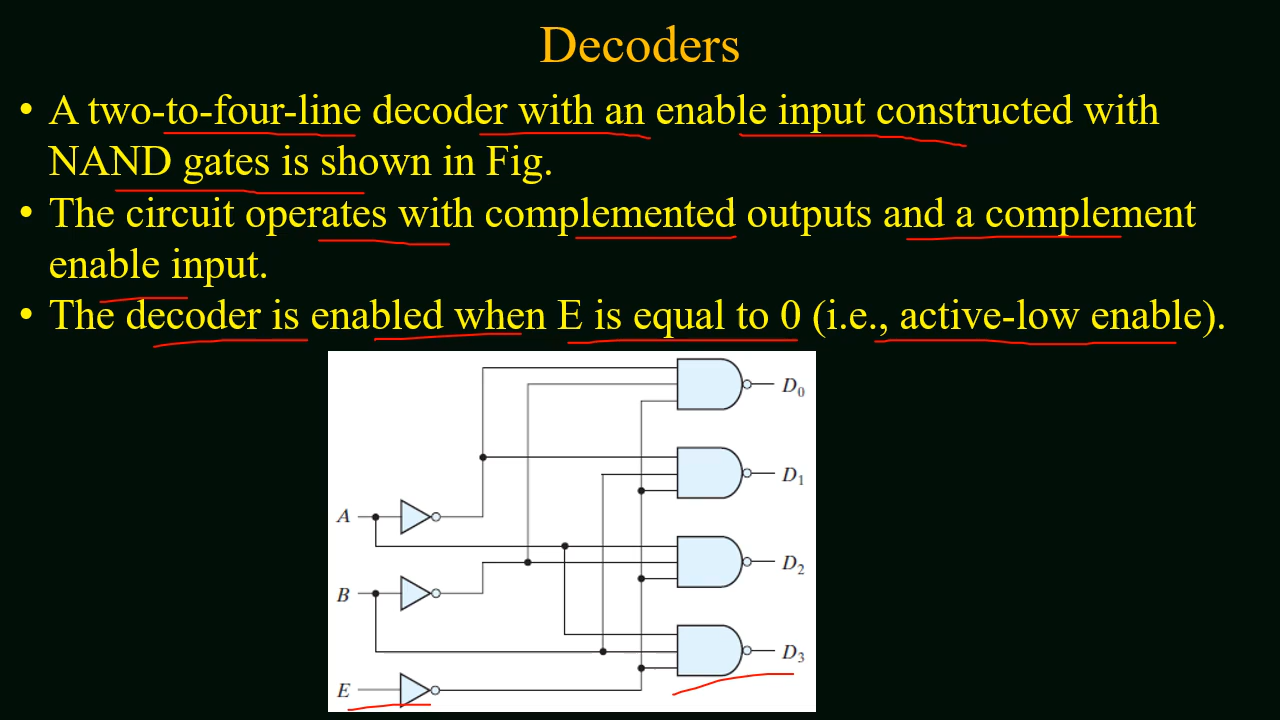 Decoders
• A two-to-four-line decoder with an enable input constructed with
NAND gates is shown in Fig.
• The circuit operates with complemented outputs and a complement
enable input.
• The decoder is enabled when E is equal to 0 (i.e., active-low enable).
D₀
D₁
A
D₂
B
D₃
E